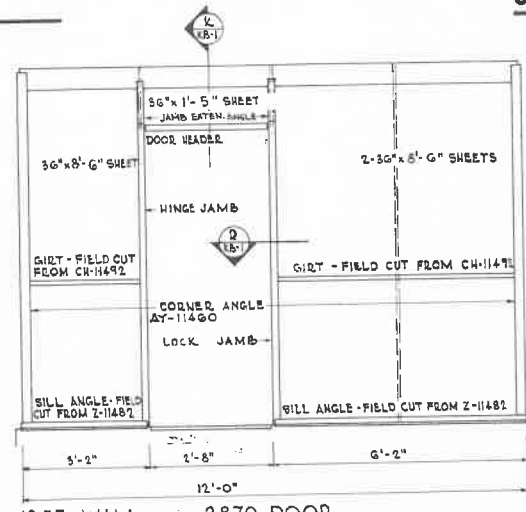 K
KB-1
36" x 1'-5" SHEET
JAMB EXTEN. ANGLE
DOOR HEADER
36" x 8'-6" SHEET
2-36" x 8'-6" SHEETS
HINGE JAMB
R
KB-1
GIRT - FIELD CUT
FROM CH-11492
GIRT - FIELD CUT FROM CH-11492
CORNER ANGLE
AY-11460
LOCK JAMB
SILL ANGLE-FIELD
CUT FROM Z-11482
SILL ANGLE - FIELD CUT FROM Z-11482
3'-2"
2'-8"
6'-2"
12'-0"
2870 DOOR